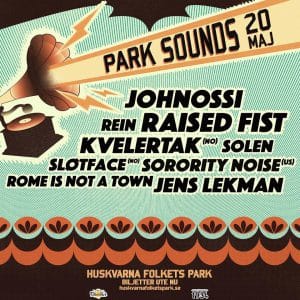 PARK SOUNDS 20 MAJ
JOHNOSSI
REIN RAISED FIST
KVELERTAK (NO) SOLEN
SLØTFACE (NO) SORORITY NOISE (US)
ROME IS NOT A TOWN JENS LEKMAN
HUSKVARNA FOLKETS PARK
BILJETTER UTE NU
huskvarnafolketspark.se